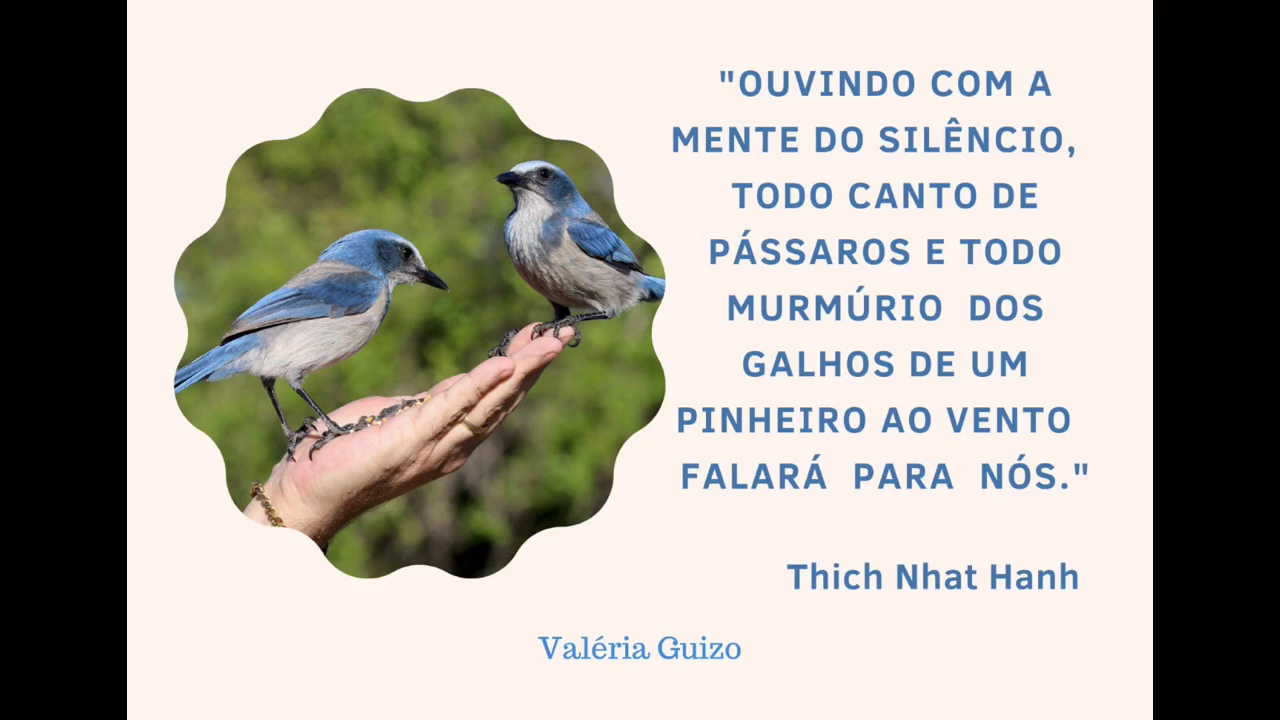 "OUVINDO COM A
MENTE DO SILÊNCIO,
TODO CANTO DE
PÁSSAROS E TODO
MURMÚRIO DOS
GALHOS DE UM
PINHEIRO AO VENTO
FALARÁ PARA NÓS."
Thich Nhat Hanh
Valéria Guizo